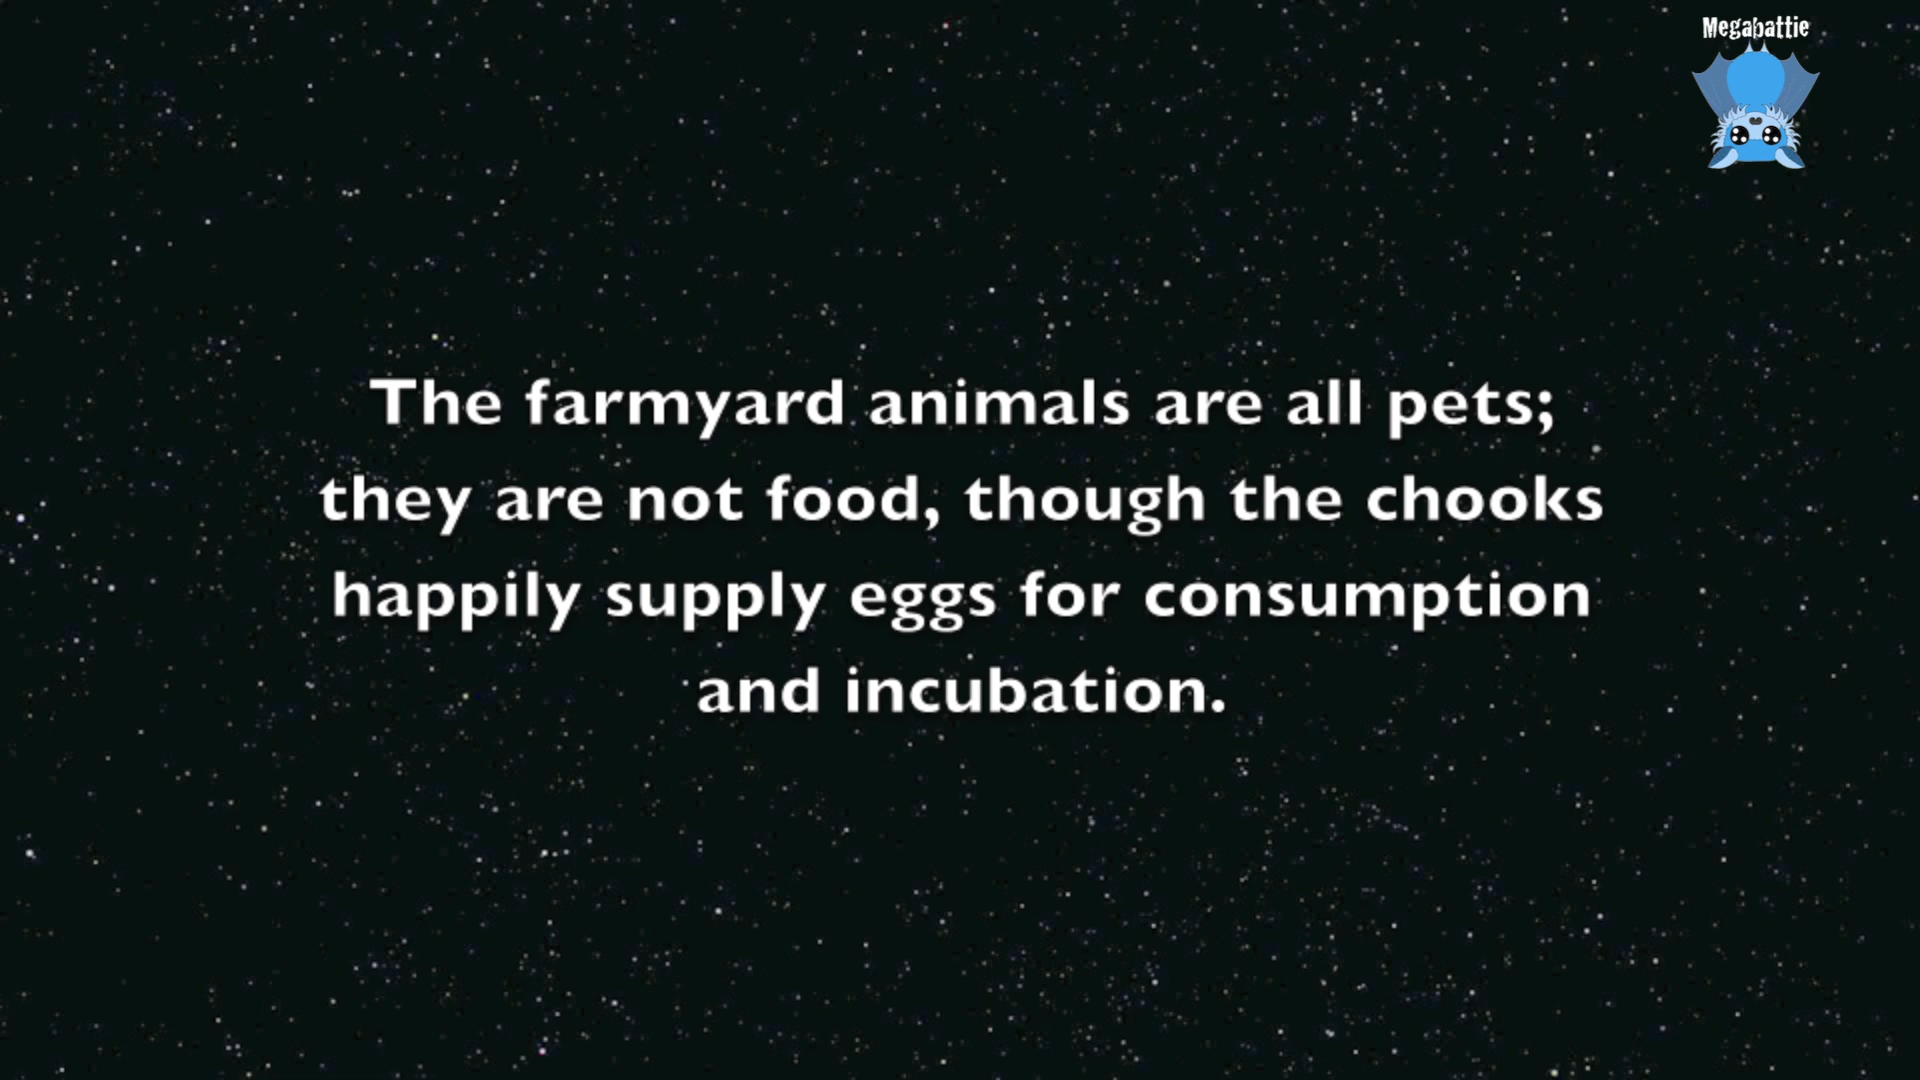 Megabattie
The farmyard animals are all pets;
they are not food, though the chooks
happily supply eggs for consumption
and incubation.